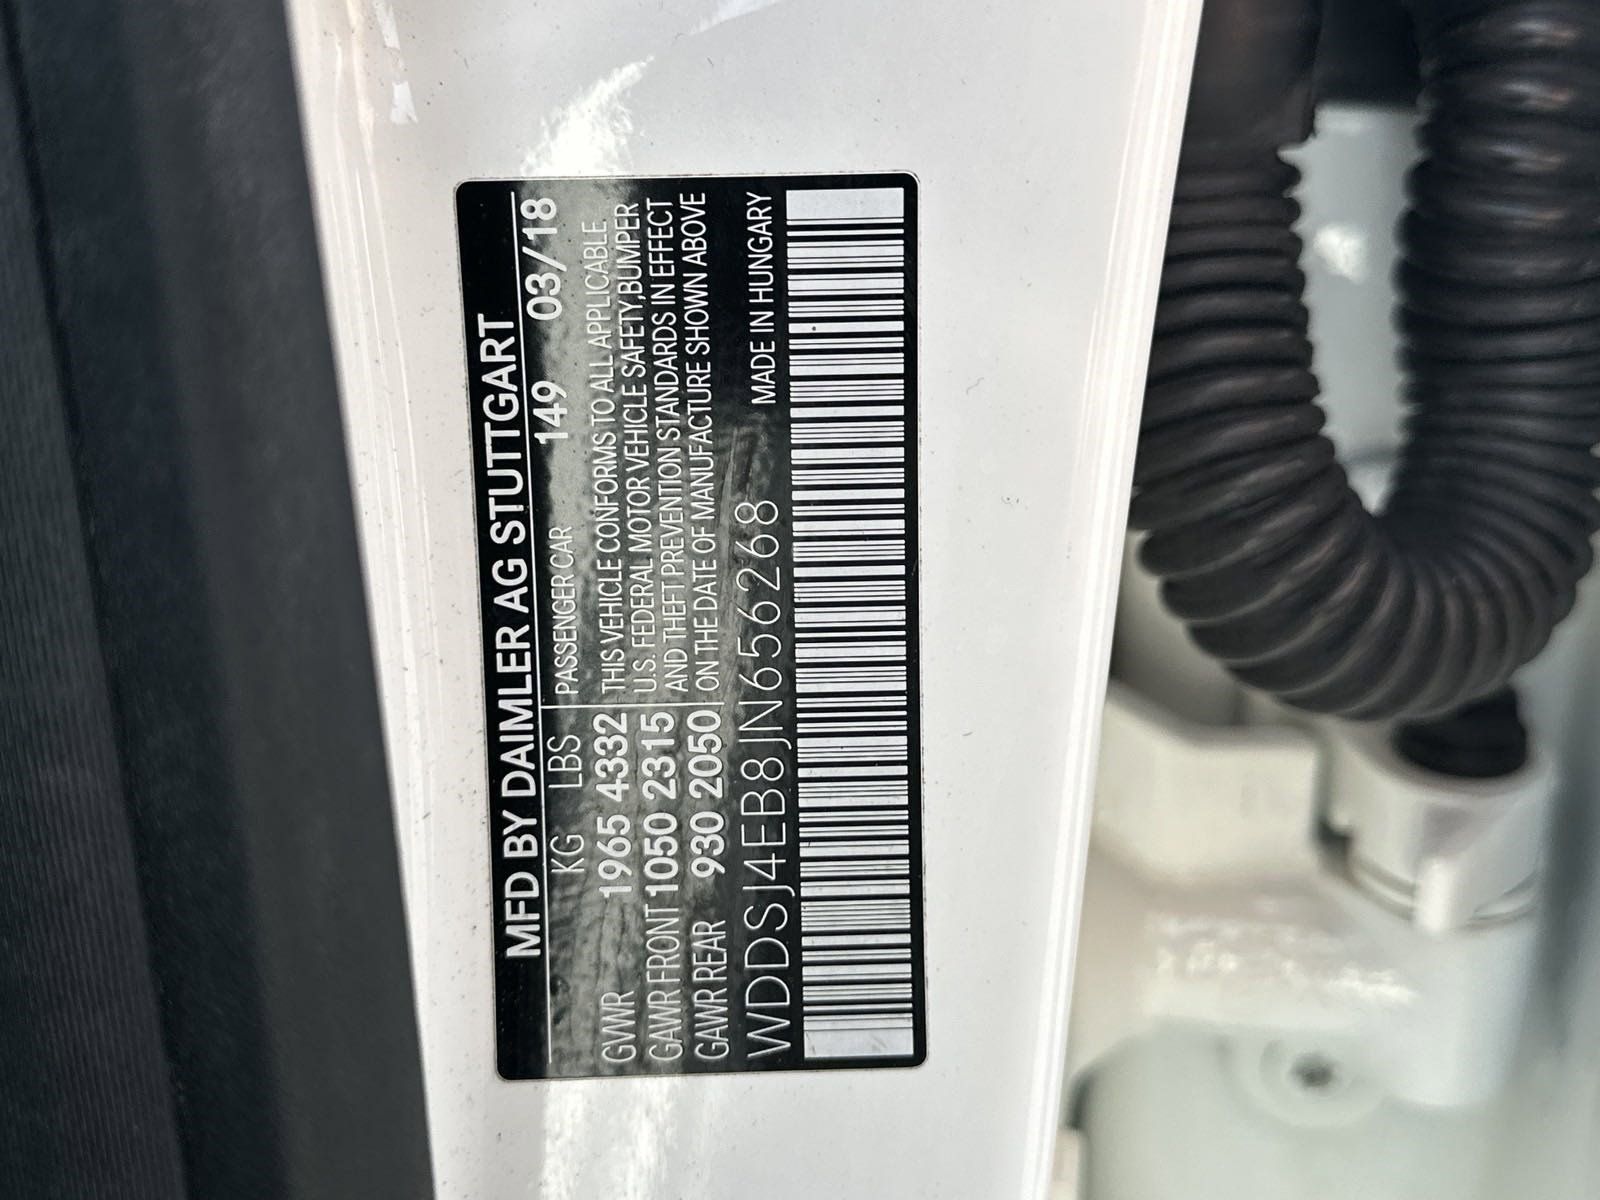 MFD BY DAIMLER AG STUTTGART
KG LBS PASSENGER CAR 149 03/18
GVWR 1965 4332 THIS VEHICLE CONFORMS TO ALL APPLICABLE
GAWR FRONT 1050 2315 U.S. FEDERAL MOTOR VEHICLE SAFETY, BUMPER
AND THEFT PREVENTION STANDARDS IN EFFECT
GAWR REAR 930 2050 ON THE DATE OF MANUFACTURE SHOWN ABOVE
WDDSJ4EB8JN656268 MADE IN HUNGARY